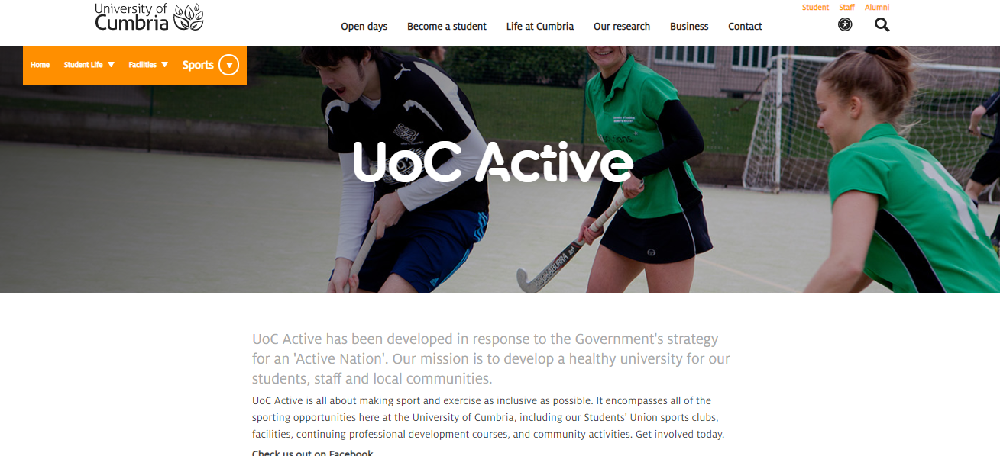 University of
Cumbria
Student Staff Alumni
Open days Become a student Life at Cumbria Our research Business Contact
Home Student Life Facilities Sports
UoC Active
KOOKABURRA
UoC Active has been developed in response to the Government's strategy
for an 'Active Nation'. Our mission is to develop a healthy university for our
students, staff and local communities.
UoC Active is all about making sport and exercise as inclusive as possible. It encompasses all of the
sporting opportunities here at the University of Cumbria, including our Students' Union sports clubs,
facilities, continuing professional development courses, and community activities. Get involved today.
Check us out on Facebook